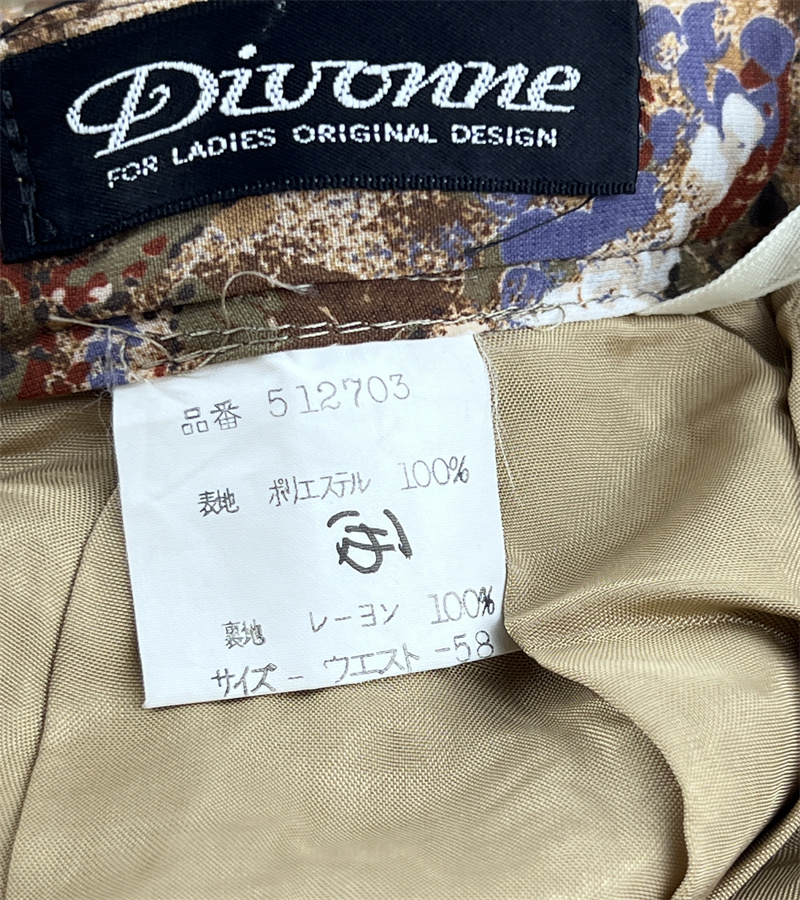 Divonne
FOR LADIES ORIGINAL DESIGN
品番 512703
表地 ポリエステル 100%
裏地 レーヨン 100%
サイズ - ウエスト -58